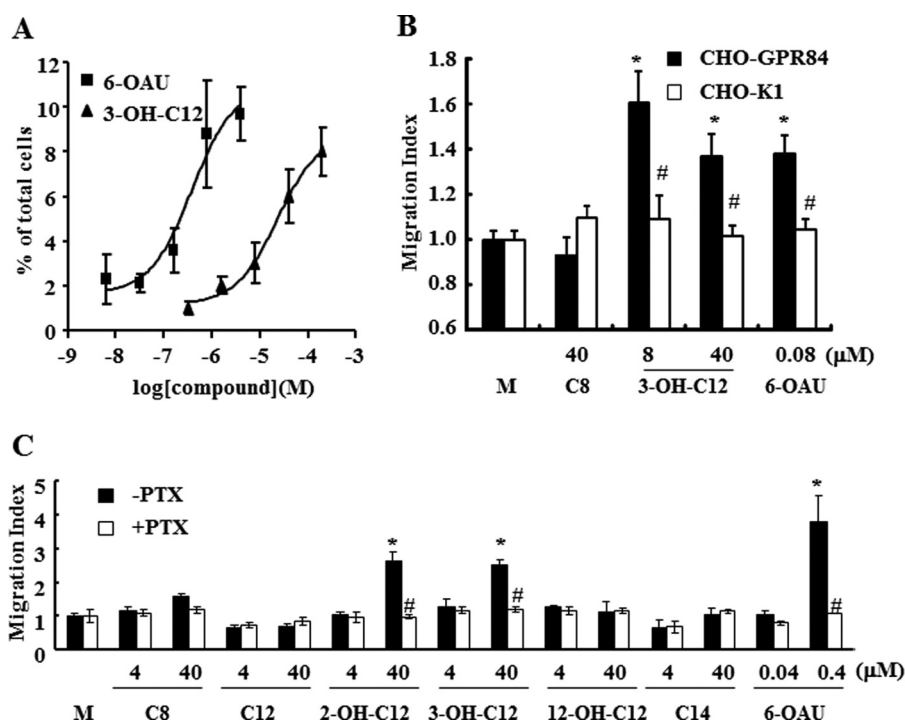 A
12
10
8
6
4
2
0
% of total cells
6-OAU
3-OH-C12
-9 -8 -7 -6 -5 -4 -3
log[compound](M)
B
1.8
1.6
1.4
1.2
1.0
0.8
0.6
Migration Index
CHO-GPR84
CHO-K1
* * *
# # #
40 8 40 0.08 (μM)
M C8 3-OH-C12 6-OAU
C
5
4
3
2
1
0
Migration Index
-PTX
+PTX
* * *
# # #
4 40 4 40 4 40 4 40 4 40 4 40 0.04 0.4 (μM)
M C8 C12 2-OH-C12 3-OH-C12 12-OH-C12 C14 6-OAU